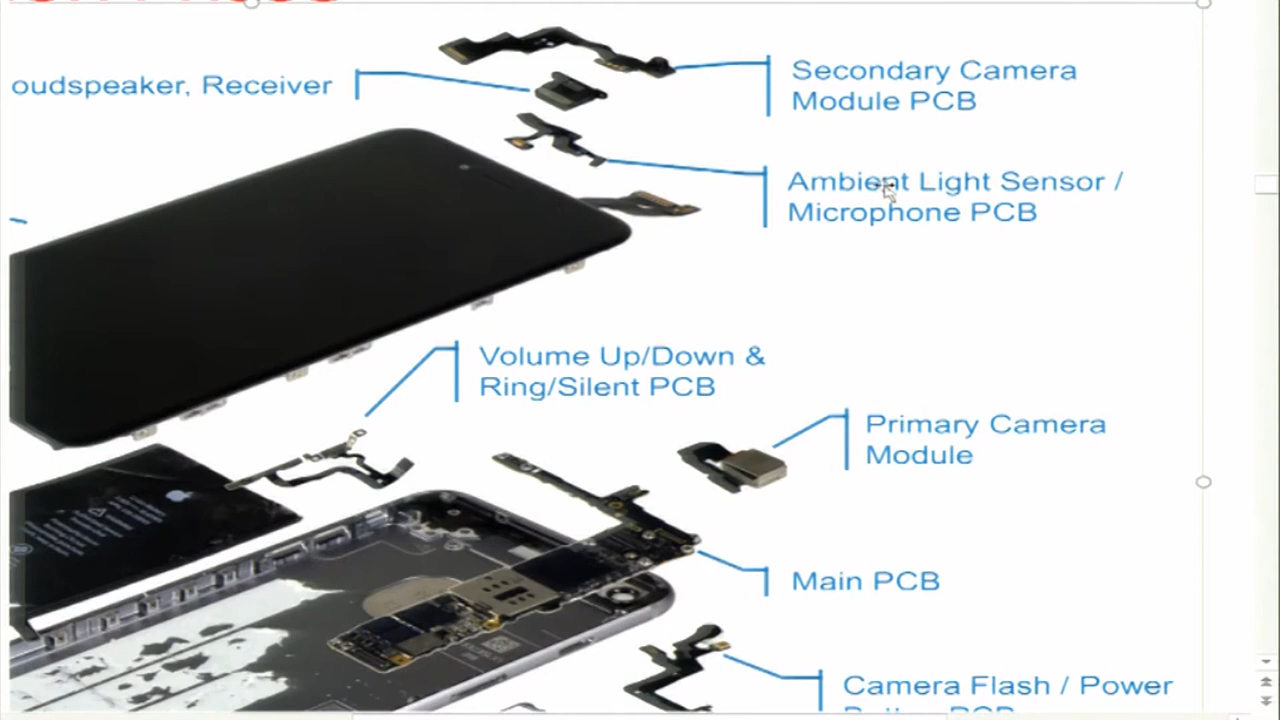 oudspeaker, Receiver
Secondary Camera
Module PCB
Ambient Light Sensor /
Microphone PCB
Volume Up/Down &
Ring/Silent PCB
Primary Camera
Module
Main PCB
Camera Flash / Power